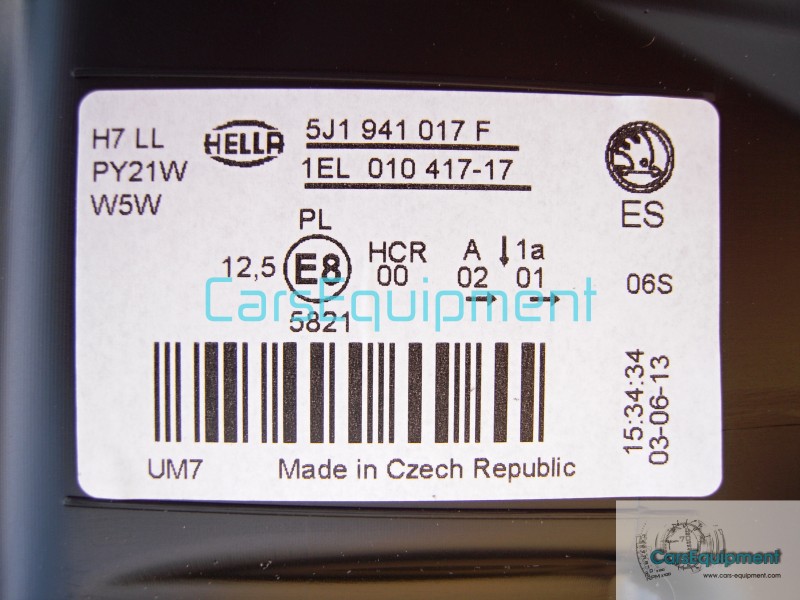 H7 LL
PY21W
W5W
HELLA
5J1 941 017 F
1EL 010 417-17
ES
PL
12,5 E8 HCR 00 A 02 ↓ 1a 01
5821
06S
CarsEquipment
15:34:34
03-06-13
UM7 Made in Czech Republic
CarsEquipment
www.cars-equipment.com